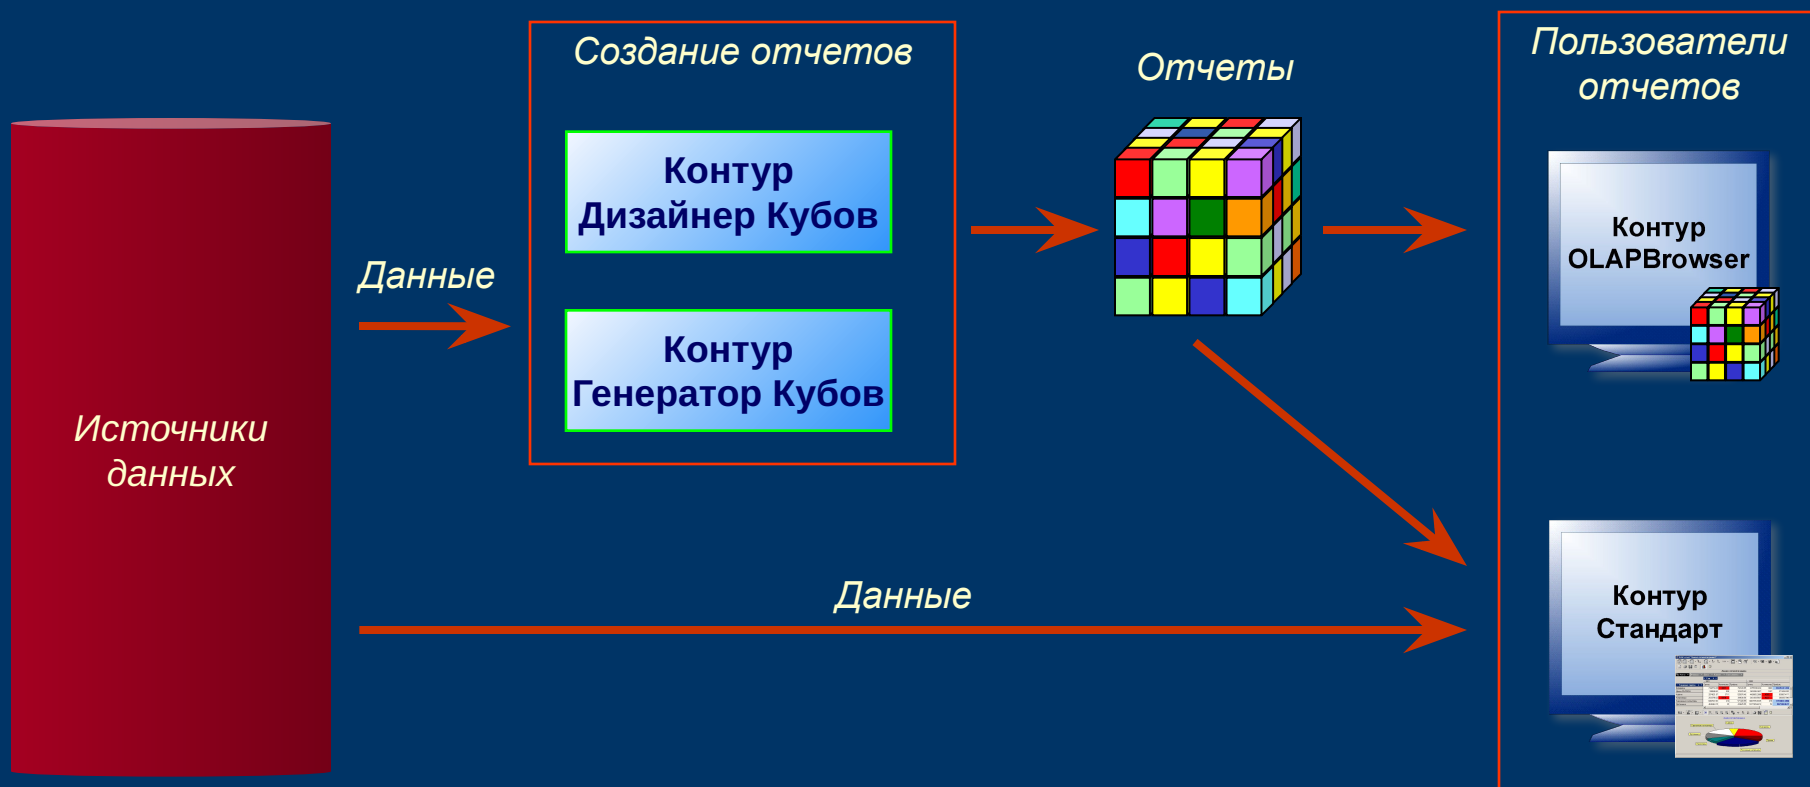 Создание отчетов
Контур
Дизайнер Кубов
Контур
Генератор Кубов
Отчеты
Пользователи
отчетов
Контур
OLAPBrowser
Данные
Источники
данных
Данные
Контур
Стандарт